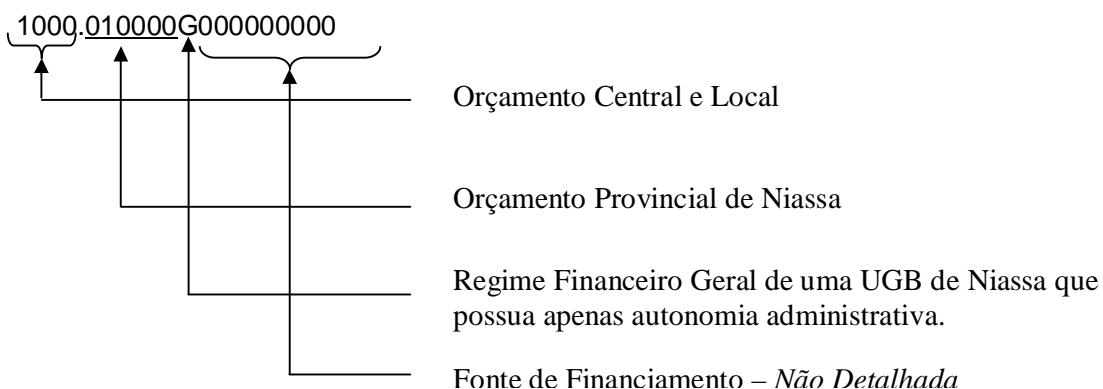 1000.010000G000000000
Orçamento Central e Local
Orçamento Provincial de Niassa
Regime Financeiro Geral de uma UGB de Niassa que
possua apenas autonomia administrativa.
Fonte de Financiamento – Não Detalhada